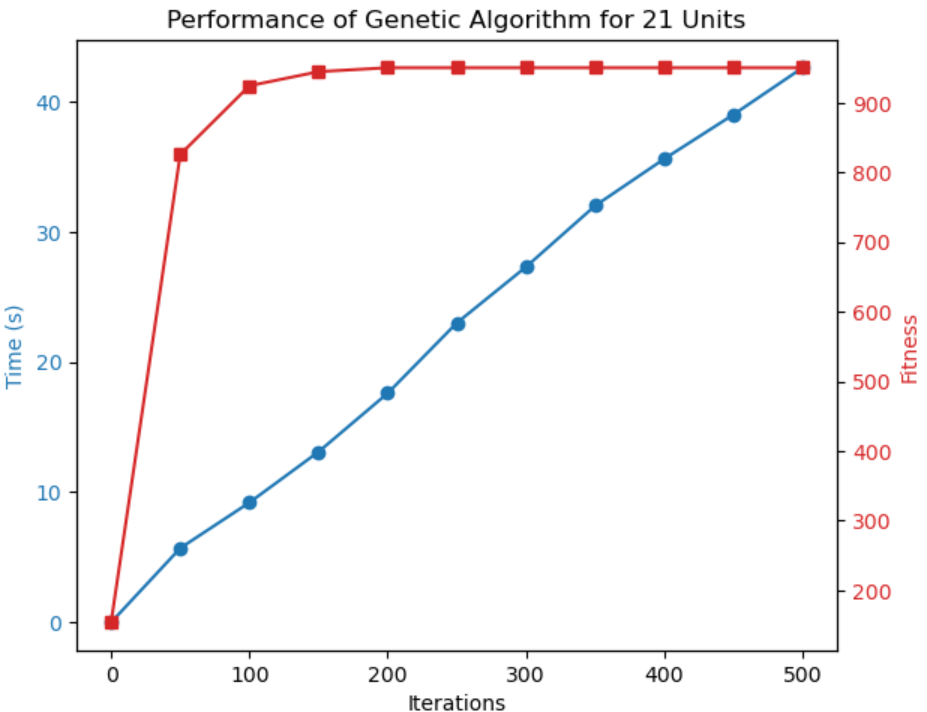 Performance of Genetic Algorithm for 21 Units
40
30
20
10
0
Time (s)
900
800
700
600
500
400
300
200
Fitness
0 100 200 300 400 500
Iterations